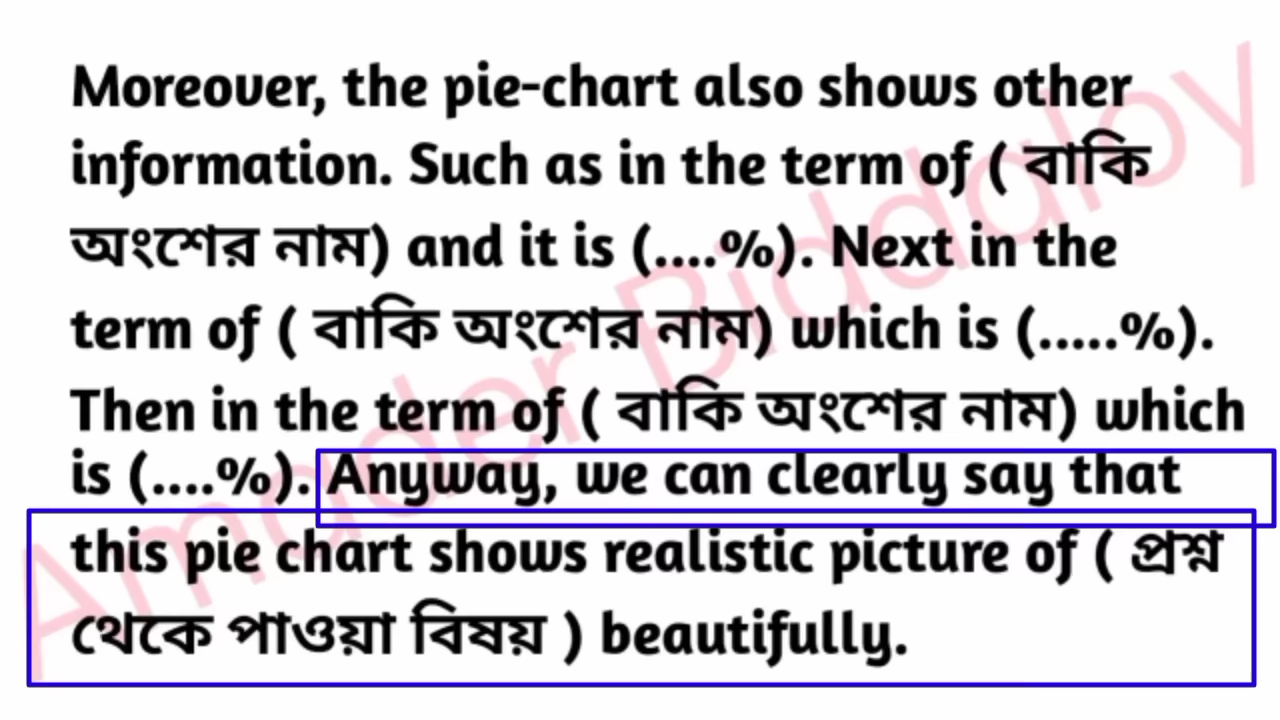 Moreover, the pie-chart also shows other
information. Such as in the term of ( বাকি
অংশের নাম) and it is (....%). Next in the
term of ( বাকি অংশের নাম) which is (.....%).
Then in the term of ( বাকি অংশের নাম) which
is (....%). Anyway, we can clearly say that
this pie chart shows realistic picture of ( প্রশ্ন
থেকে পাওয়া বিষয় ) beautifully.
Amader Biddaloy